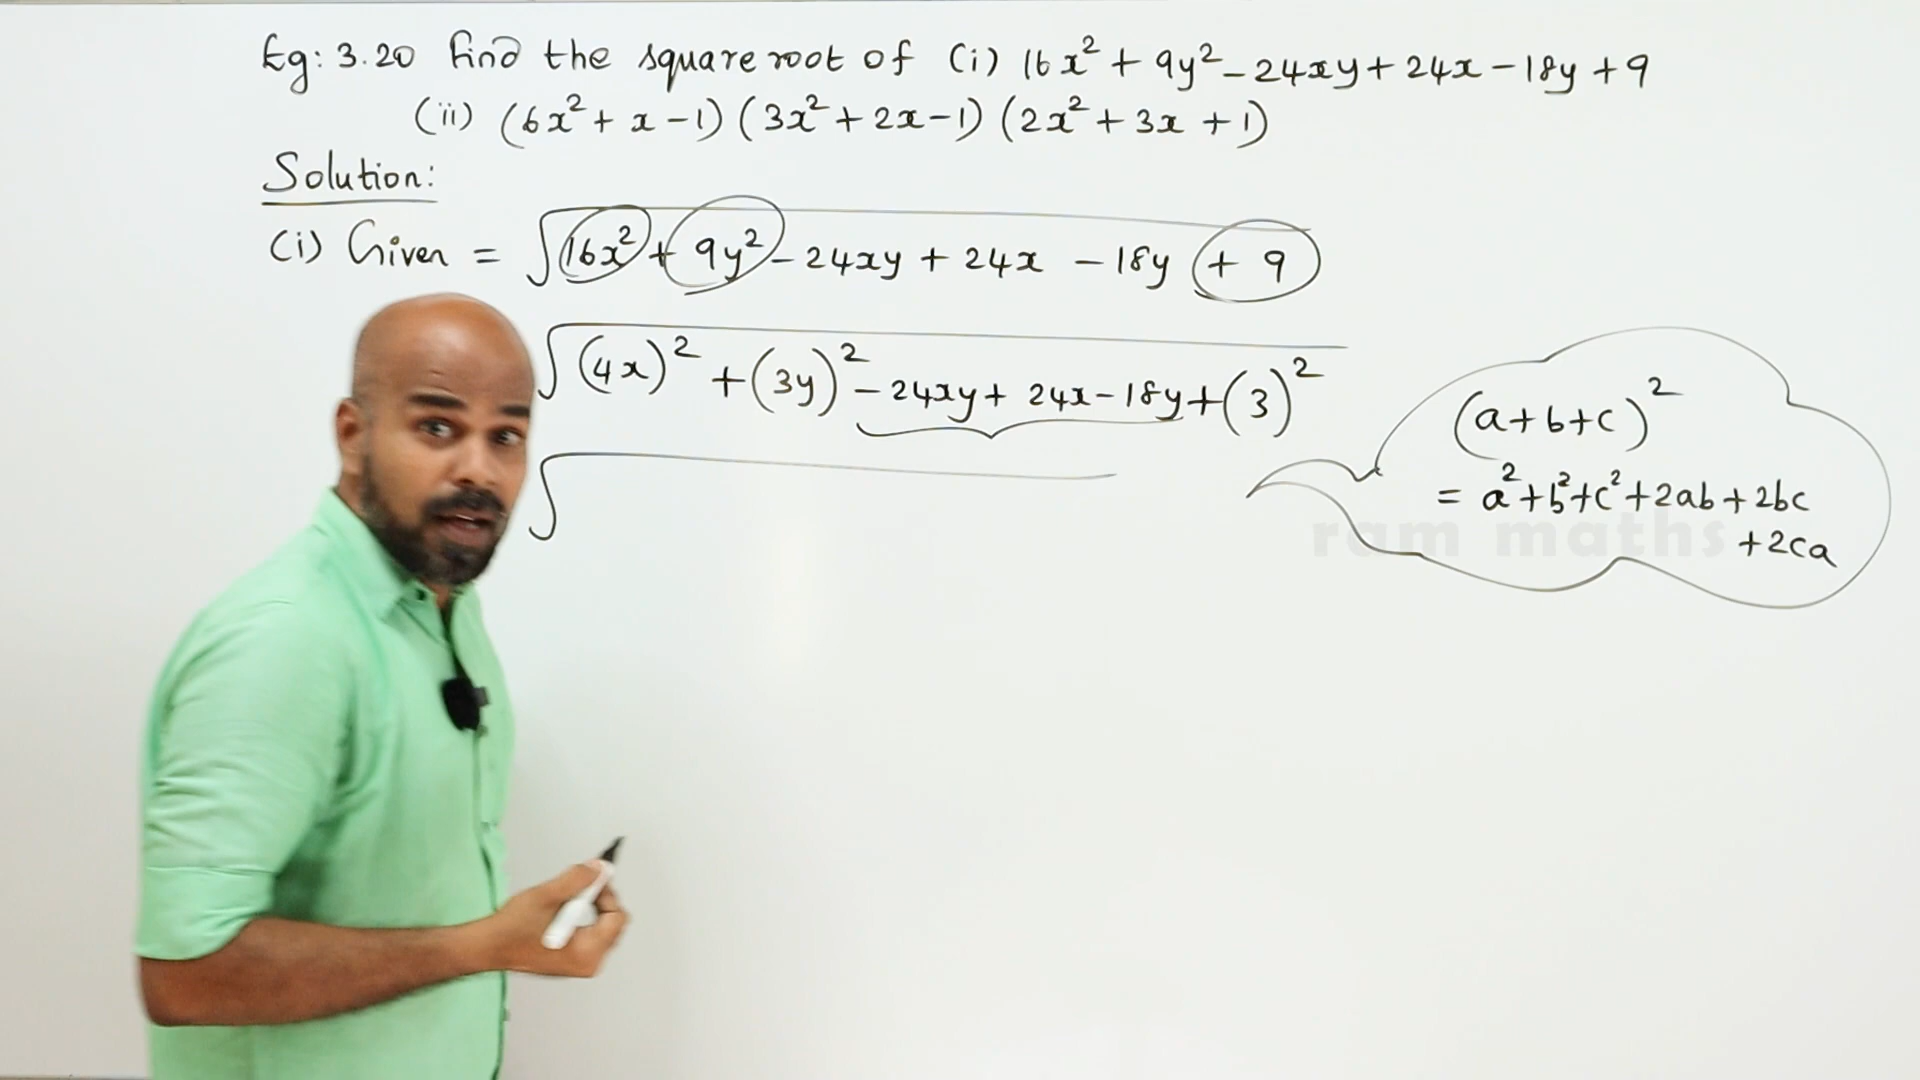 Eg: 3.20 Find the square root of (i) 16x² + 9y² - 24xy + 24x - 18y + 9
(ii) (6x² + x - 1) (3x² + 2x - 1) (2x² + 3x + 1)
Solution:
(i) Given = √16x² + 9y² - 24xy + 24x - 18y + 9
√(4x)² + (3y)² - 24xy + 24x - 18y + (3)²
√
(a+b+c)²
= a²+b²+c²+2ab+2bc
+2ca
ram maths